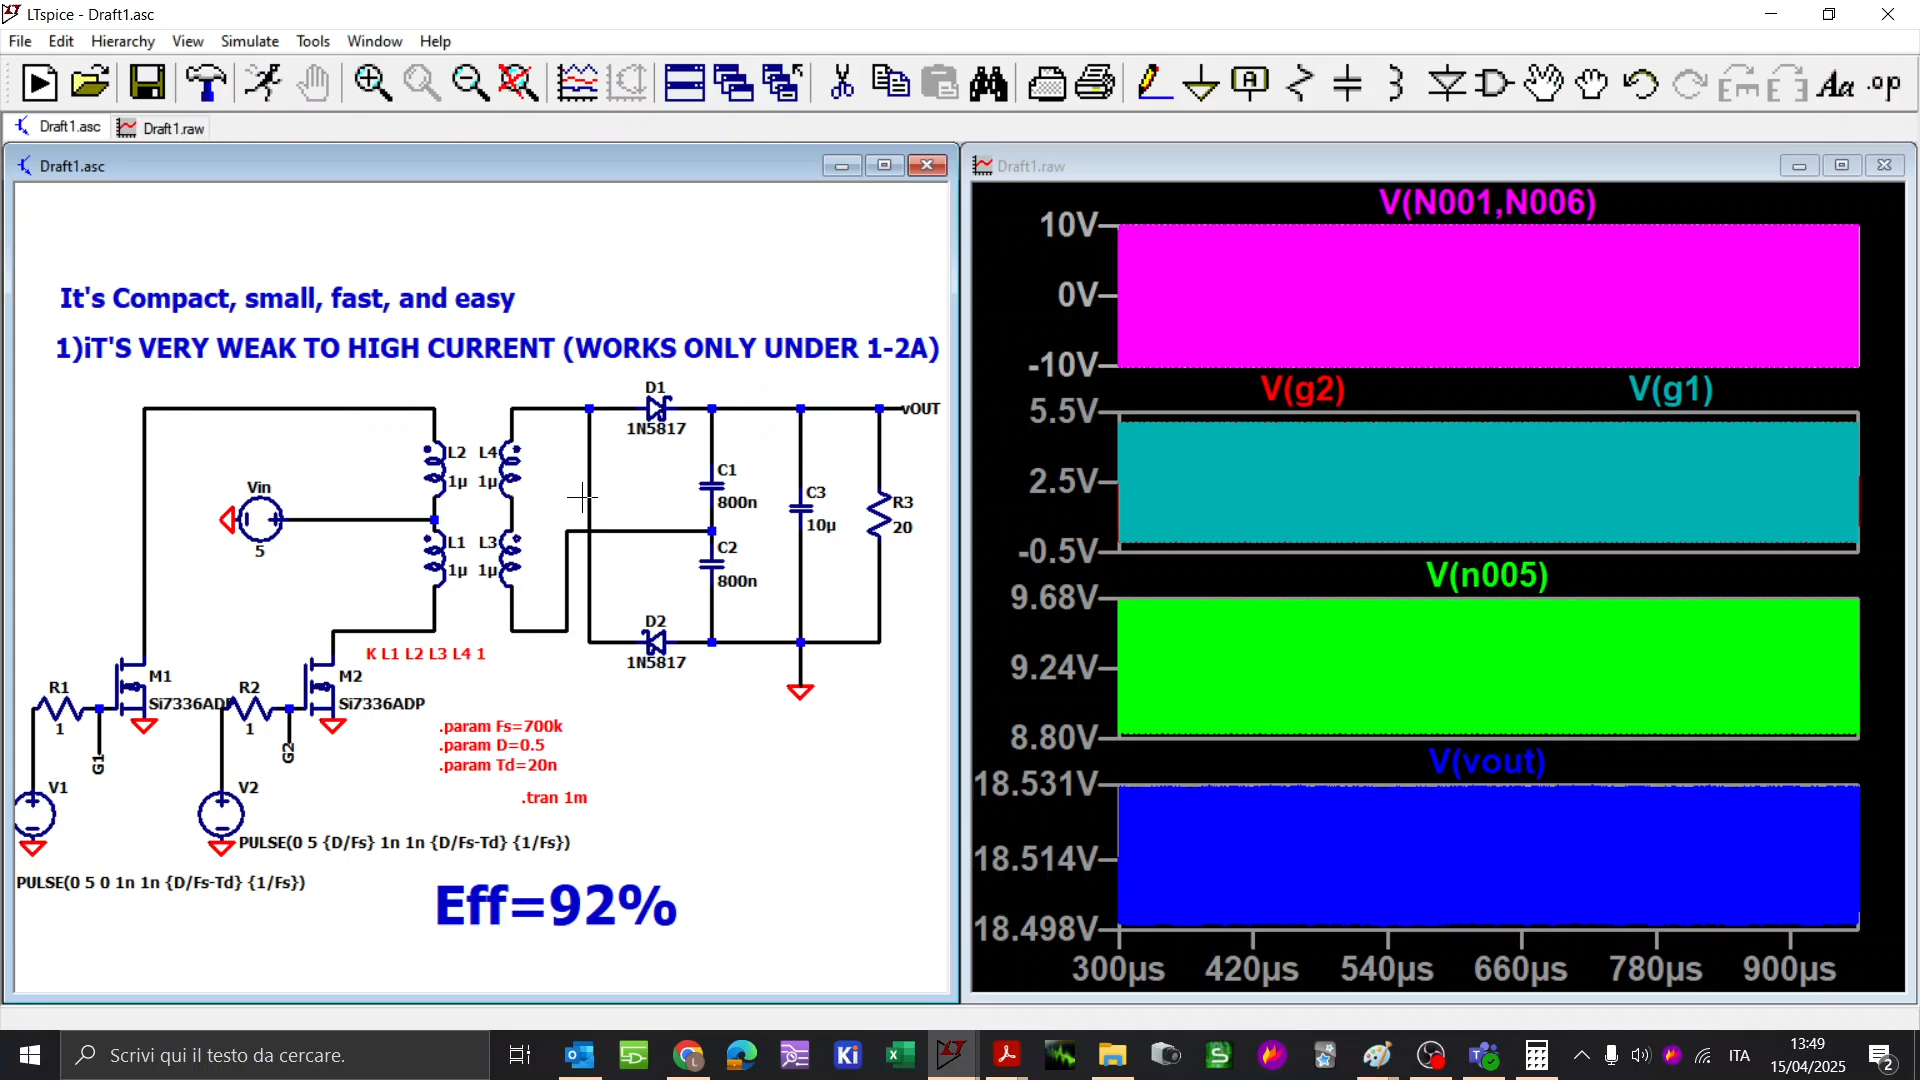 LTspice - Draft1.asc
File Edit Hierarchy View Simulate Tools Window Help
A Aa .op
Draft1.asc Draft1.raw
Draft1.asc
Draft1.raw
It's Compact, small, fast, and easy
1)iT'S VERY WEAK TO HIGH CURRENT (WORKS ONLY UNDER 1-2A)
D1
vOUT
1N5817
L2 L4
1µ 1µ
C1
800n
Vin
5
C3
10µ
R3
20
L1 L3
1µ 1µ
C2
800n
D2
1N5817
K L1 L2 L3 L4 1
R1
1
M1
Si7336ADP
R2
1
M2
Si7336ADP
G1
G2
.param Fs=700k
.param D=0.5
.param Td=20n
.tran 1m
V1
V2
PULSE(0 5 {D/Fs} 1n 1n {D/Fs-Td} {1/Fs})
PULSE(0 5 0 1n 1n {D/Fs-Td} {1/Fs})
Eff=92%
V(N001,N006)
10V
0V
-10V
V(g2) V(g1)
5.5V
2.5V
-0.5V
V(n005)
9.68V
9.24V
8.80V
V(vout)
18.531V
18.514V
18.498V
300µs 420µs 540µs 660µs 780µs 900µs
Scrivi qui il testo da cercare.
Ki
ITA
13:49
15/04/2025
2